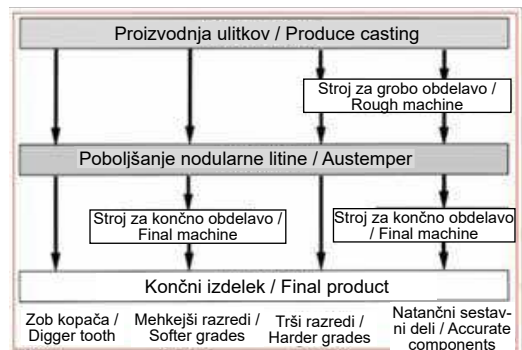 Proizvodnja ulitkov / Produce casting
Stroj za grobo obdelavo /
Rough machine
Poboljšanje nodularne litine / Austemper
Stroj za končno obdelavo /
Final machine
Stroj za končno obdelavo
/ Final machine
Končni izdelek / Final product
Zob kopača /
Digger tooth
Mehkejši razredi /
Softer grades
Trši razredi /
Harder grades
Natančni sestav-
ni deli / Accurate
components